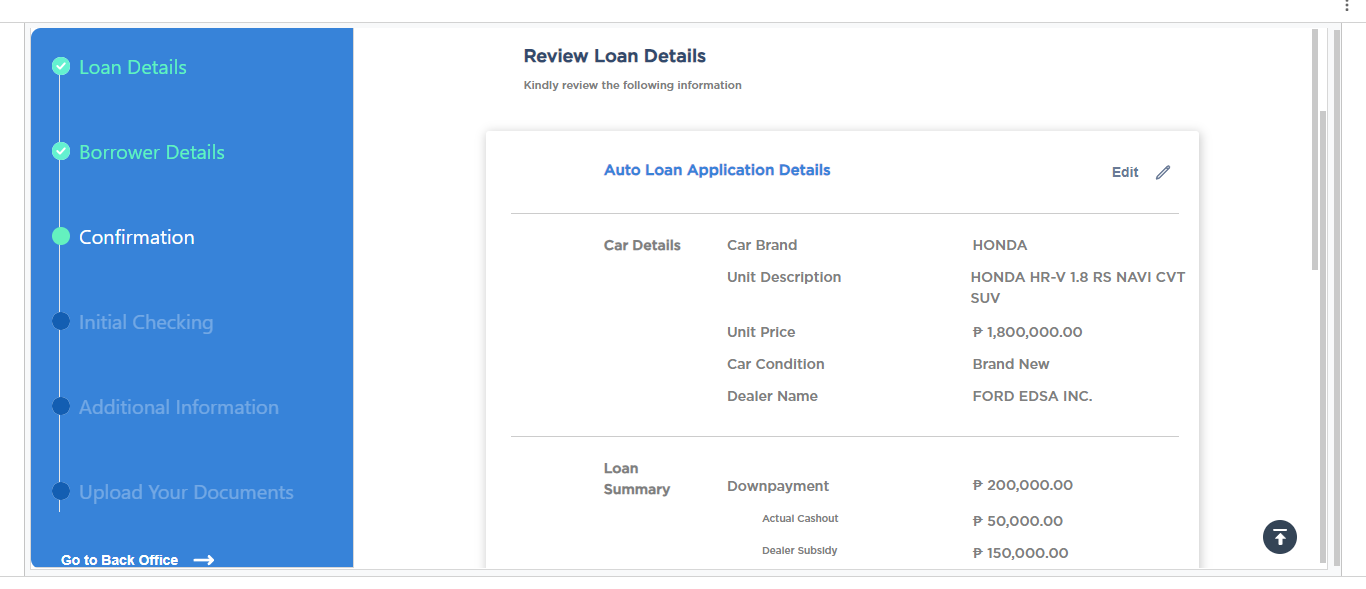 Loan Details
Borrower Details
Confirmation
Initial Checking
Additional Information
Upload Your Documents
Go to Back Office
Review Loan Details
Kindly review the following information
Auto Loan Application Details
Edit
Car Details
Car Brand
HONDA
Unit Description
HONDA HR-V 1.8 RS NAVI CVT
SUV
Unit Price
₱ 1,800,000.00
Car Condition
Brand New
Dealer Name
FORD EDSA INC.
Loan
Summary
Downpayment
₱ 200,000.00
Actual Cashout
₱ 50,000.00
Dealer Subsidy
₱ 150,000.00